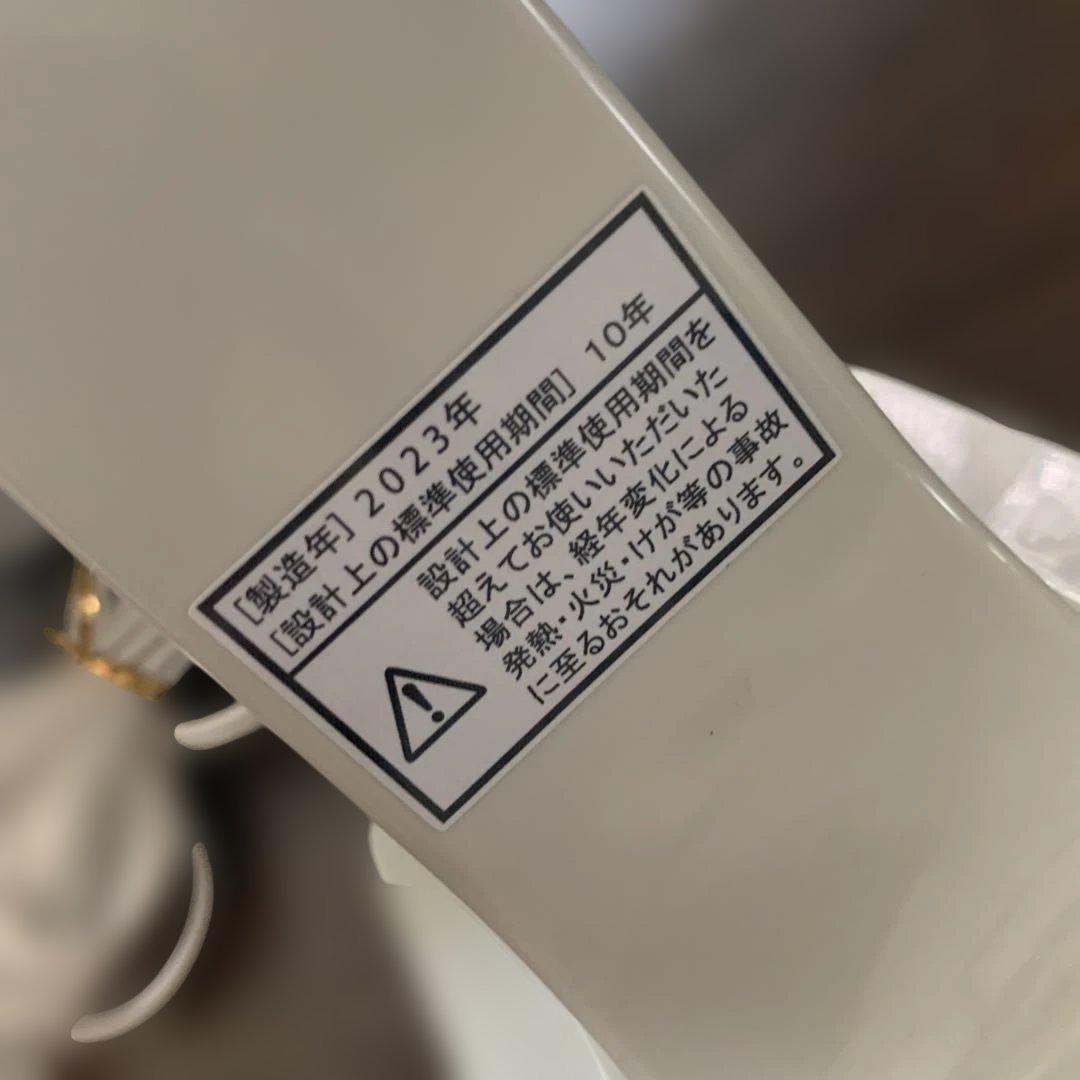 [製造年] 2023年
[設計上の標準使用期間] 10年
設計上の標準使用期間を
超えてお使いいただいた
場合は、経年変化による
発熱･火災･けが等の事故
に至るおそれがあります。